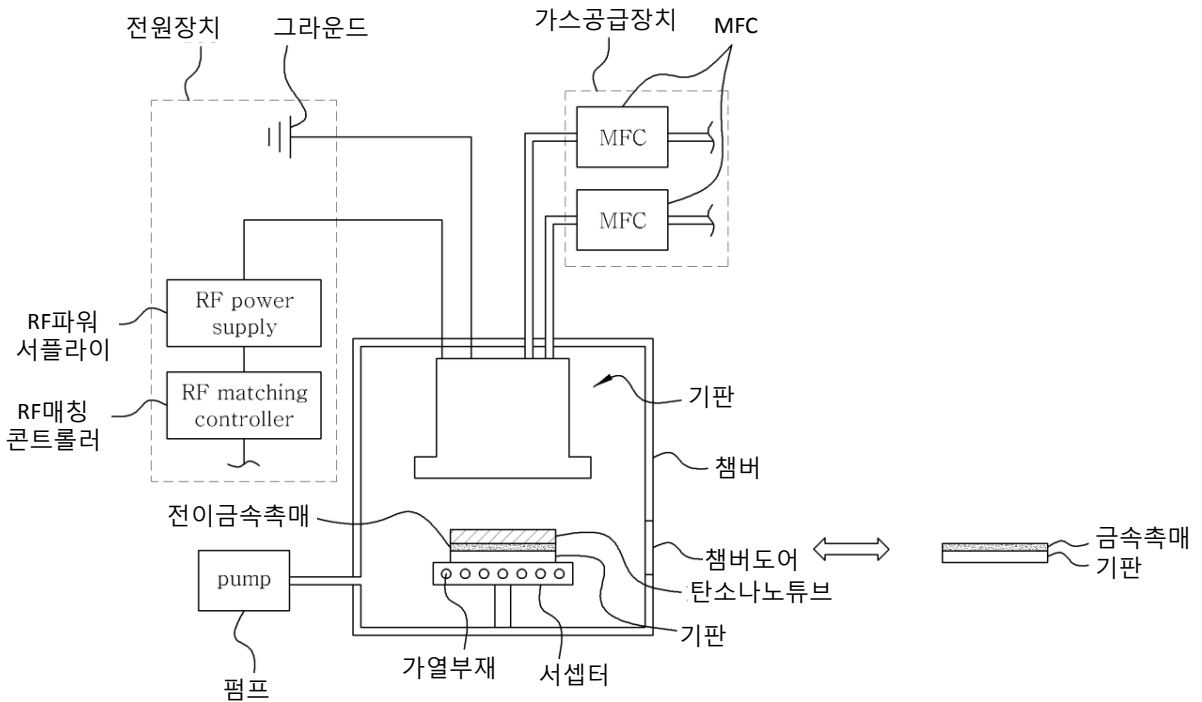 전원장치
그라운드
가스공급장치
MFC
MFC
MFC
RF power
supply
RF파워
서플라이
RF matching
controller
RF매칭
콘트롤러
기판
챔버
전이금속촉매
챔버도어
금속촉매
기판
pump
탄소나노튜브
기판
가열부재
서셉터
펌프